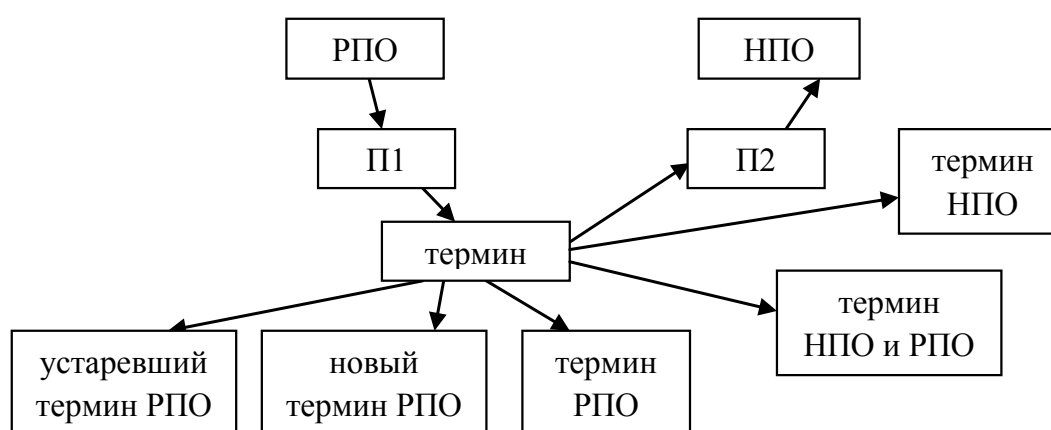 РПО
НПО
П1
П2
термин
НПО
термин
термин
НПО и РПО
устаревший
термин РПО
новый
термин РПО
термин
РПО